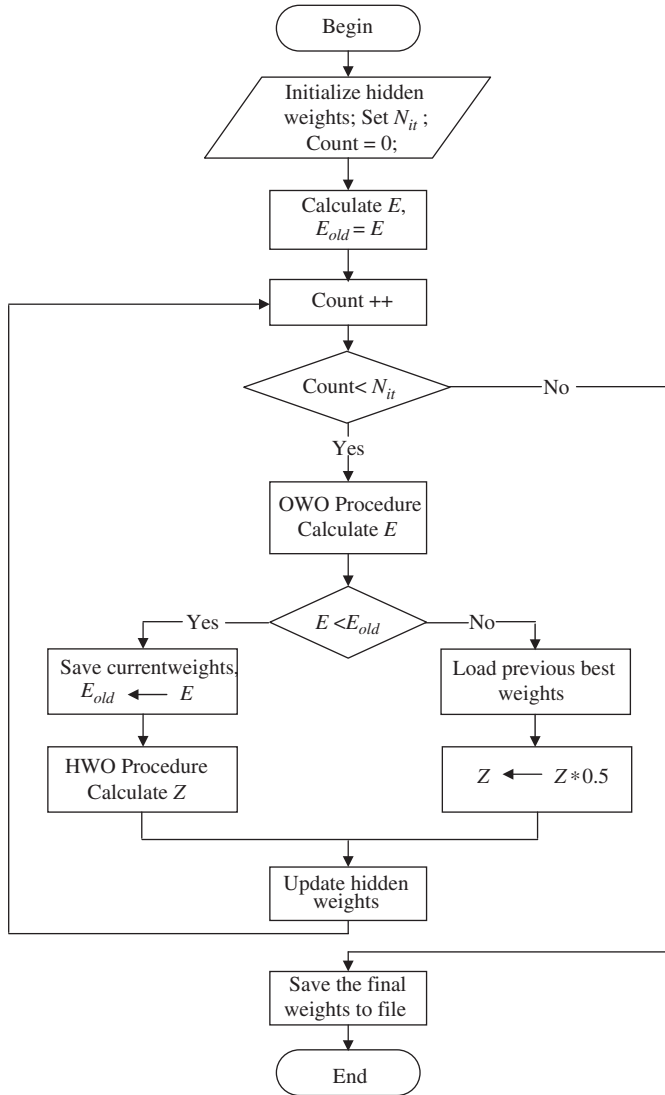 Begin
Initialize hidden
weights; Set N_it ;
Count = 0;
Calculate E,
E_old = E
Count ++
Count< N_it
No
Yes
OWO Procedure
Calculate E
E <E_old
Yes
No
Save currentweights,
E_old ← E
Load previous best
weights
HWO Procedure
Calculate Z
Z ← Z*0.5
Update hidden
weights
Save the final
weights to file
End